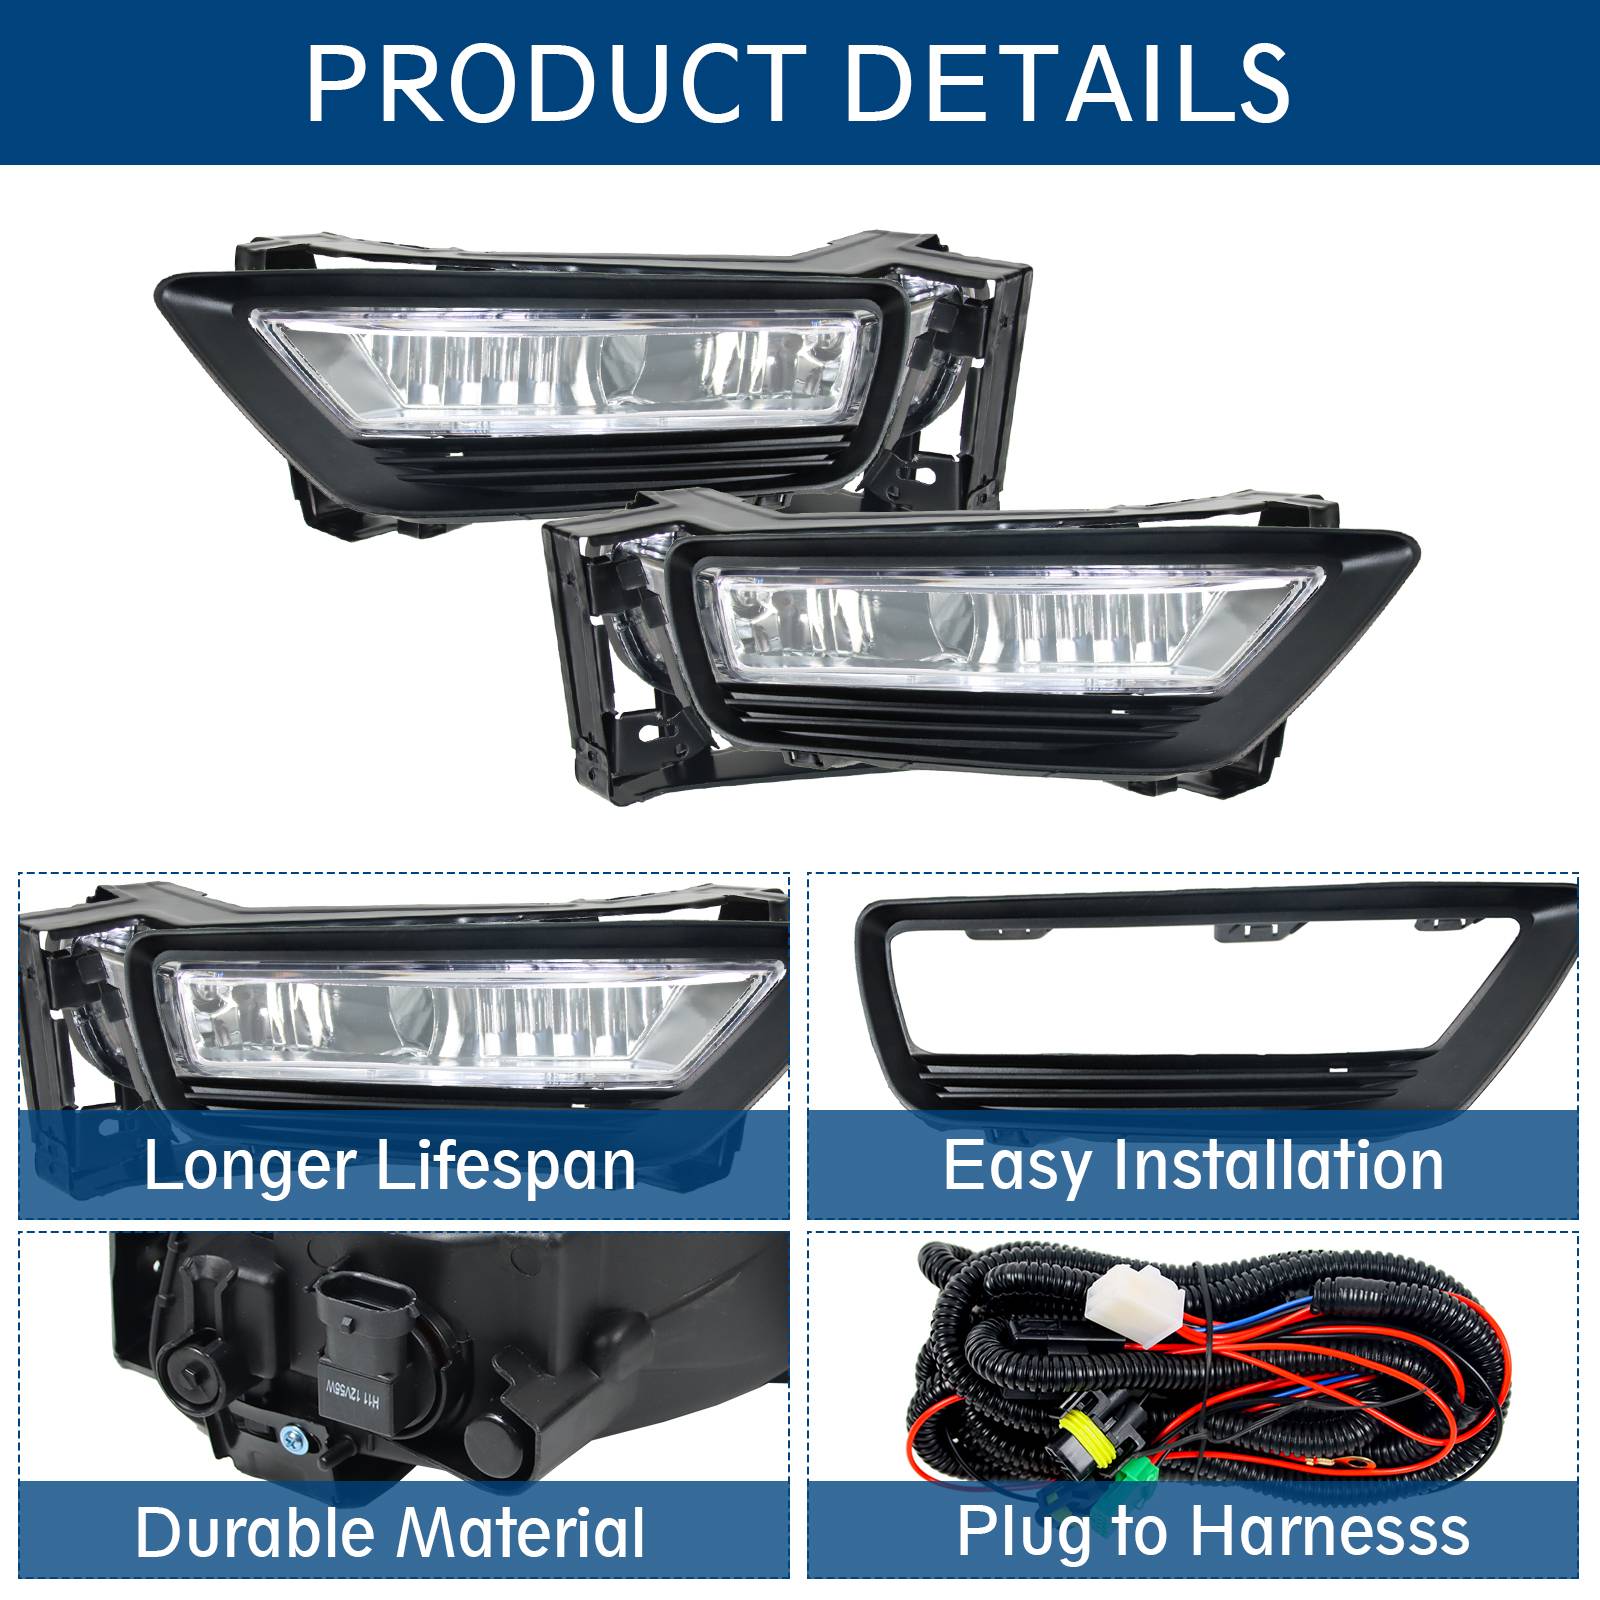 PRODUCT DETAILS
Longer Lifespan
Easy Installation
H11 12V55W
Durable Material
Plug to Harnesss